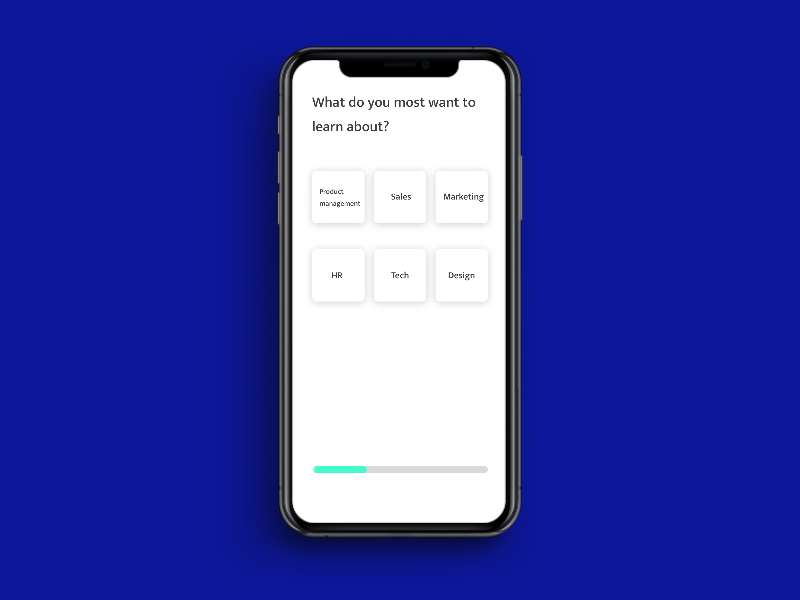 What do you most want to
learn about?
Product
management
Sales
Marketing
HR
Tech
Design